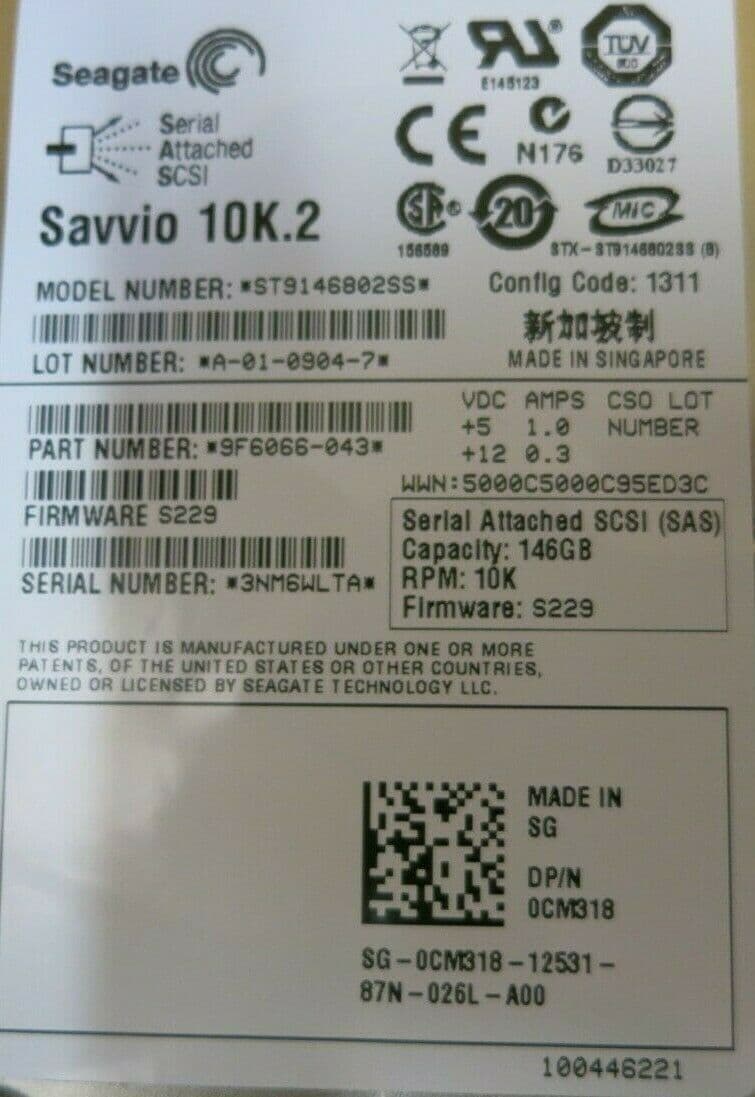 Seagate
Serial
Attached
SCSI
Savvio 10K.2
E145123
TÜV
N176
D33027
20
MIC
STX-ST9146802SS (B)
MODEL NUMBER: *ST9146802SS*
Config Code: 1311
新加坡制
LOT NUMBER: *A-01-0904-7*
MADE IN SINGAPORE
PART NUMBER: *9F6066-043*
VDC AMPS CSO LOT
+5 1.0 NUMBER
+12 0.3
WWN:5000C5000C95ED3C
FIRMWARE S229
SERIAL NUMBER: *3NM6WLTA*
Serial Attached SCSI (SAS)
Capacity: 146GB
RPM: 10K
Firmware: S229
THIS PRODUCT IS MANUFACTURED UNDER ONE OR MORE
PATENTS, OF THE UNITED STATES OR OTHER COUNTRIES,
OWNED OR LICENSED BY SEAGATE TECHNOLOGY LLC.
MADE IN
SG
DP/N
0CM318
SG-0CM318-12531-
87N-026L-A00
100446221